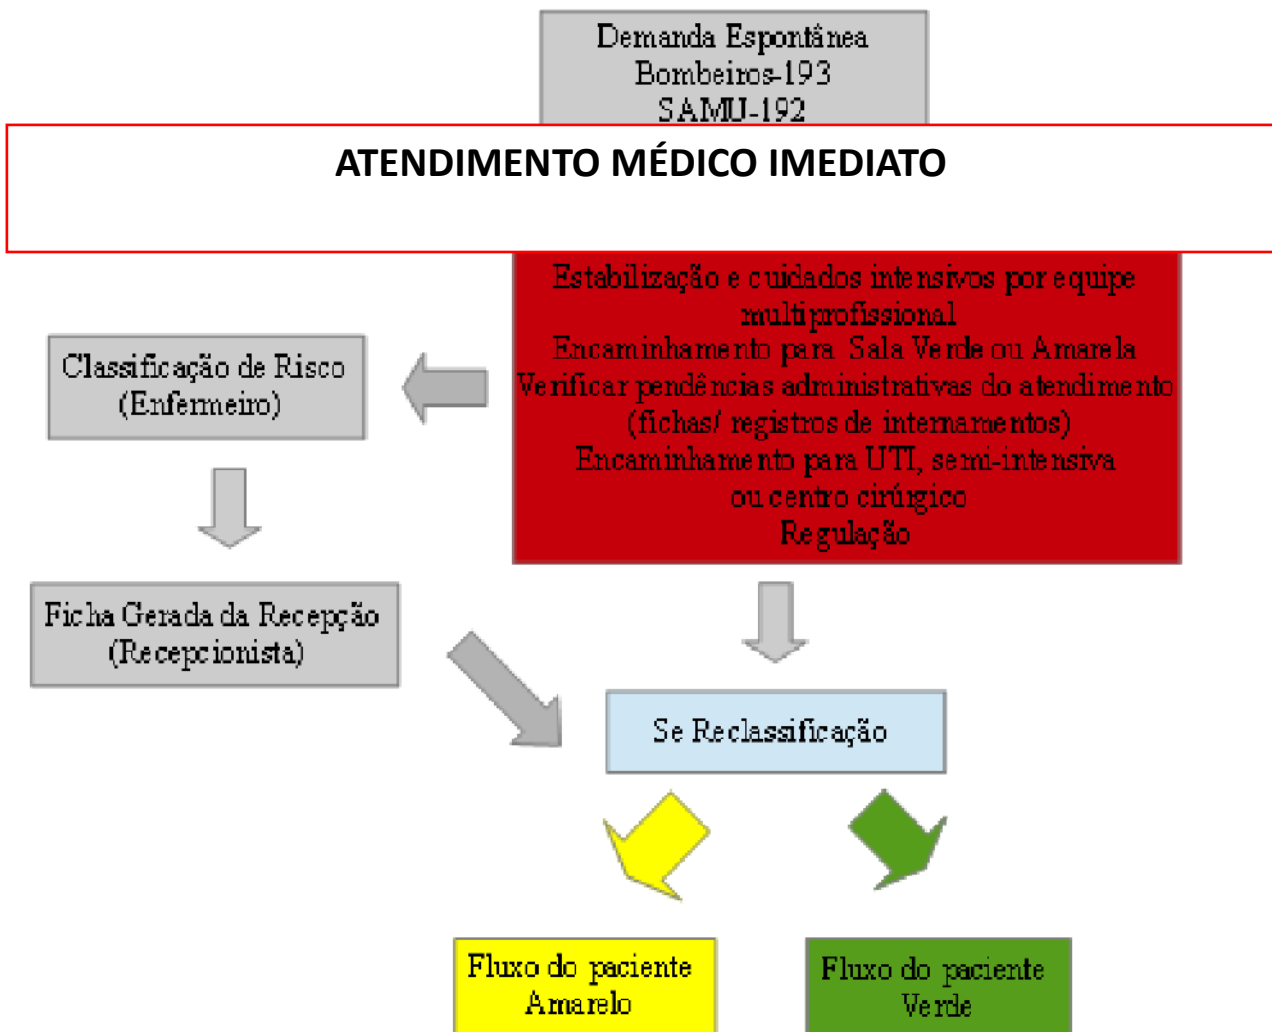 Demanda Espontânea
Bombeiros-193
SAMU-192
ATENDIMENTO MÉDICO IMEDIATO
Estabilização e cuidados intensivos por equipe
multiprofissional
Encaminhamento para Sala Verde ou Amarela
Verificar pendências administrativas do atendimento
(fichas/ registros de internamentos)
Encaminhamento para UTI, semi-intensiva
ou centro cirúrgico
Regulação
Classificação de Risco
(Enfermeiro)
Ficha Gerada da Recepção
(Recepcionista)
Se Reclassificação
Fluxo do paciente
Amarelo
Fluxo do paciente
Verde